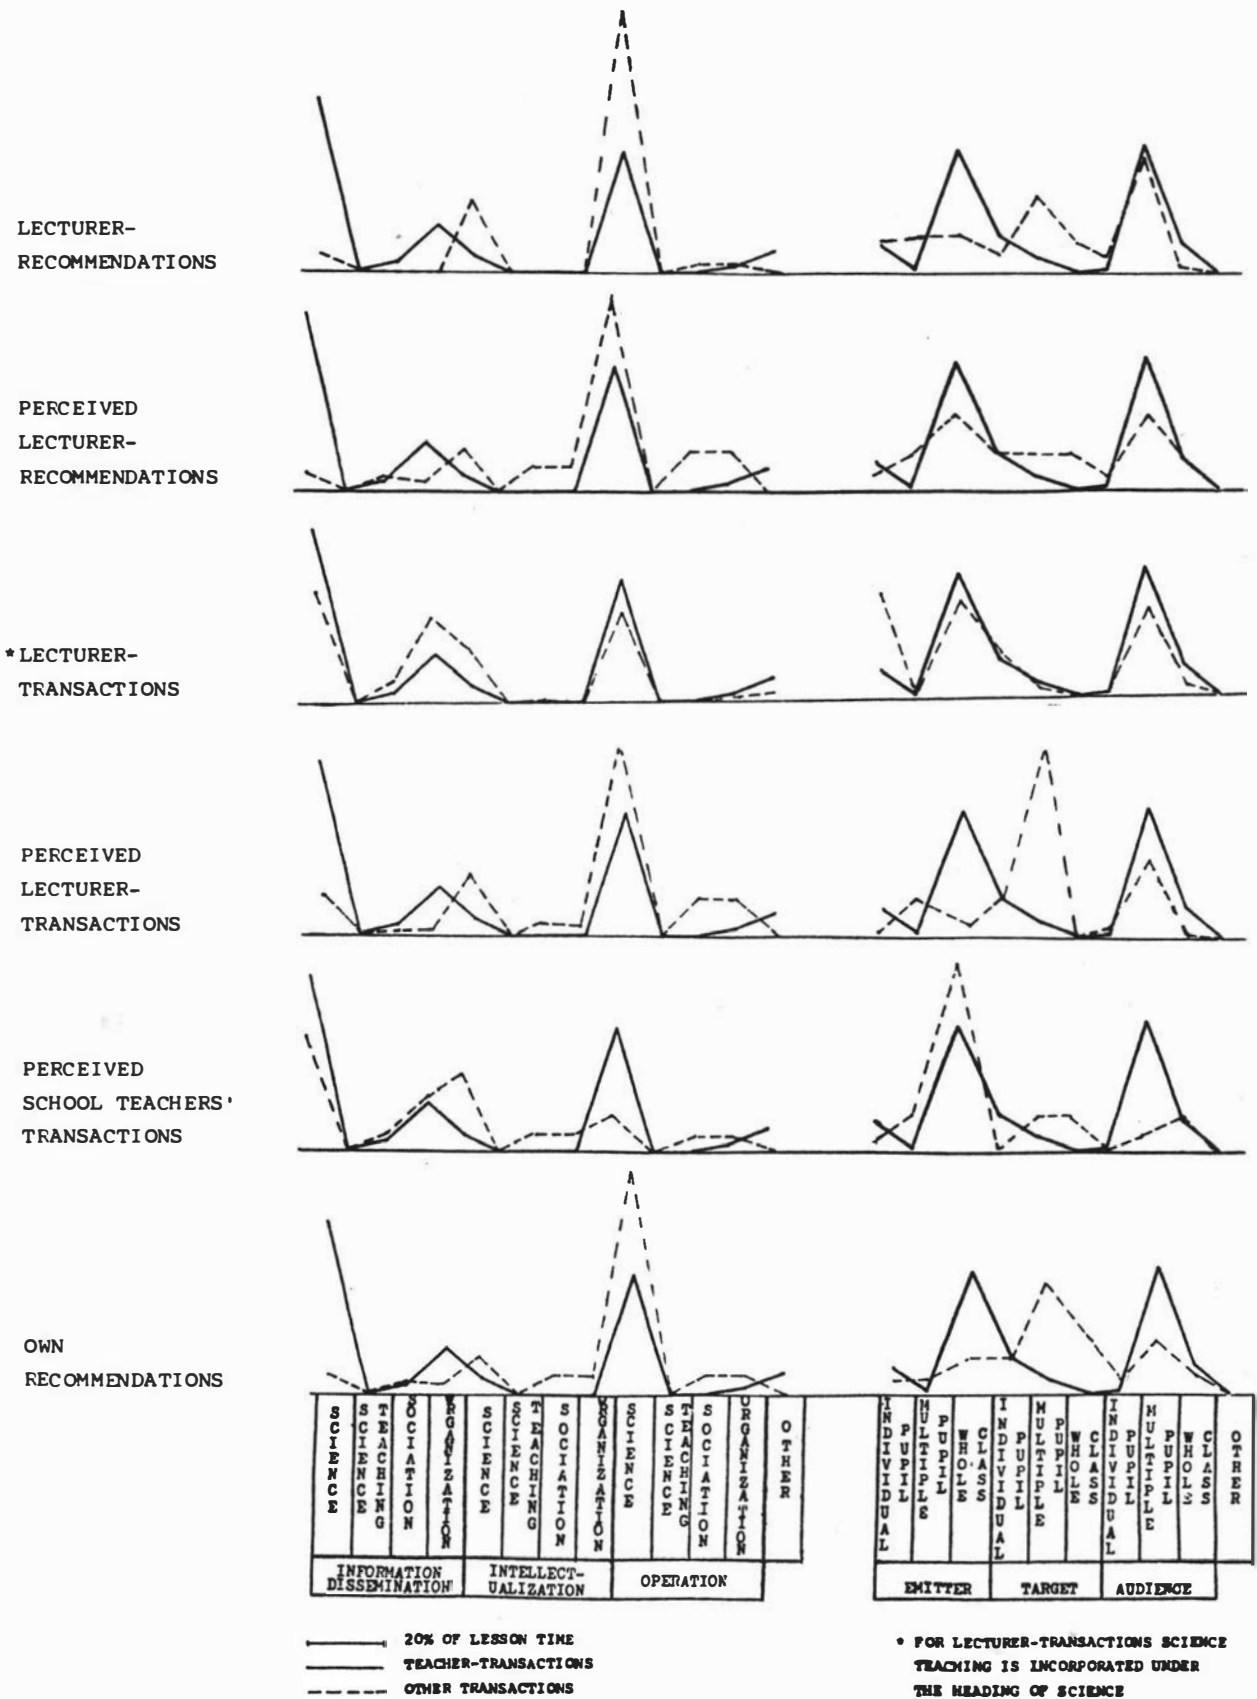 LECTURER-
RECOMMENDATIONS
PERCEIVED
LECTURER-
RECOMMENDATIONS
*LECTURER-
TRANSACTIONS
PERCEIVED
LECTURER-
TRANSACTIONS
PERCEIVED
SCHOOL TEACHERS'
TRANSACTIONS
OWN
RECOMMENDATIONS
SCIENCE
SCIENCE
TEACHING
SOCIATION
ORGANIZATION
SCIENCE
SCIENCE
TEACHING
SOCIATION
ORGANIZATION
SCIENCE
SCIENCE
TEACHING
SOCIATION
ORGANIZATION
OTHER
INFORMATION
DISSEMINATION
INTELLECT-
UALIZATION
OPERATION
INDIVIDUAL
PUPIL
MULTIPLE
PUPIL
WHOLE
CLASS
INDIVIDUAL
PUPIL
MULTIPLE
PUPIL
WHOLE
CLASS
INDIVIDUAL
PUPIL
MULTIPLE
PUPIL
WHOLE
CLASS
OTHER
EMITTER
TARGET
AUDIENCE
20% OF LESSON TIME
TEACHER-TRANSACTIONS
OTHER TRANSACTIONS
* FOR LECTURER-TRANSACTIONS SCIENCE
TEACHING IS INCORPORATED UNDER
THE HEADING OF SCIENCE